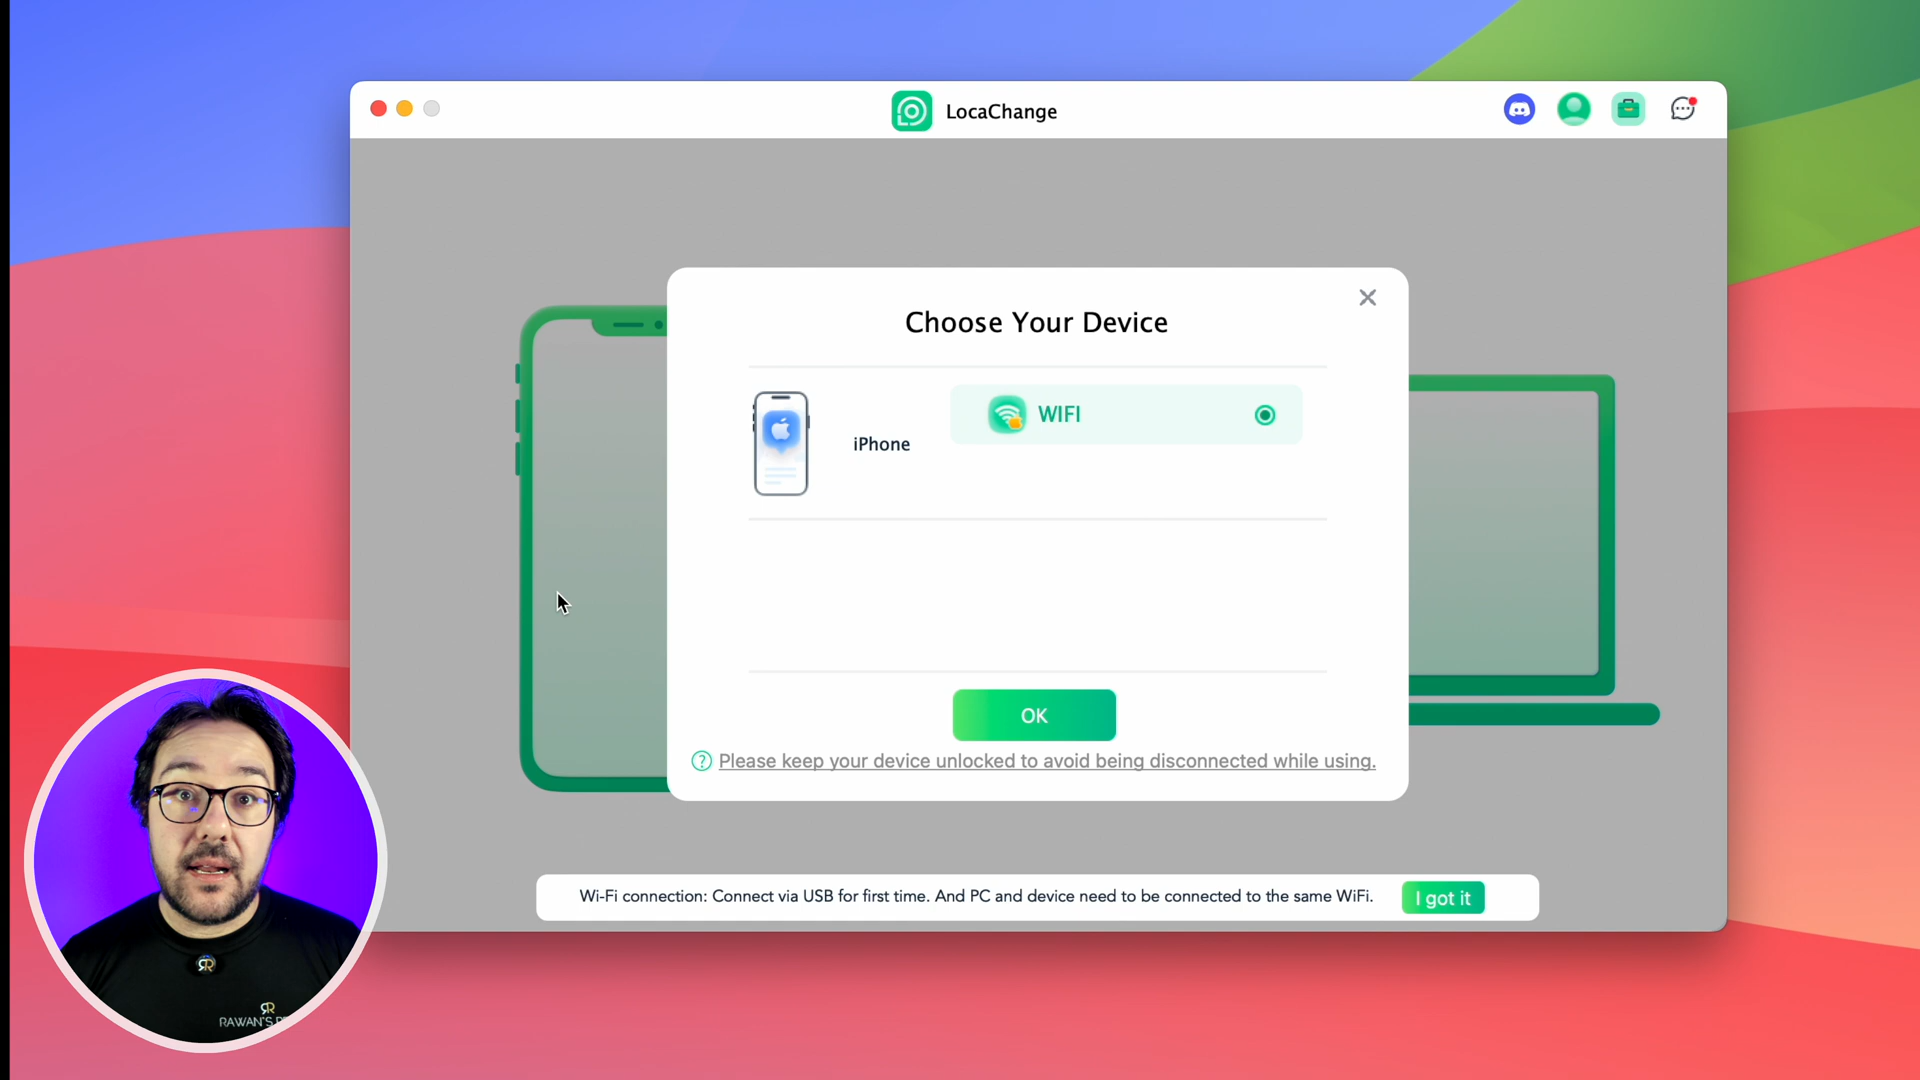 LocaChange
Choose Your Device
WIFI
iPhone
OK
? Please keep your device unlocked to avoid being disconnected while using.
Wi-Fi connection: Connect via USB for first time. And PC and device need to be connected to the same WiFi.
I got it
RR
RR
RAWAN'S